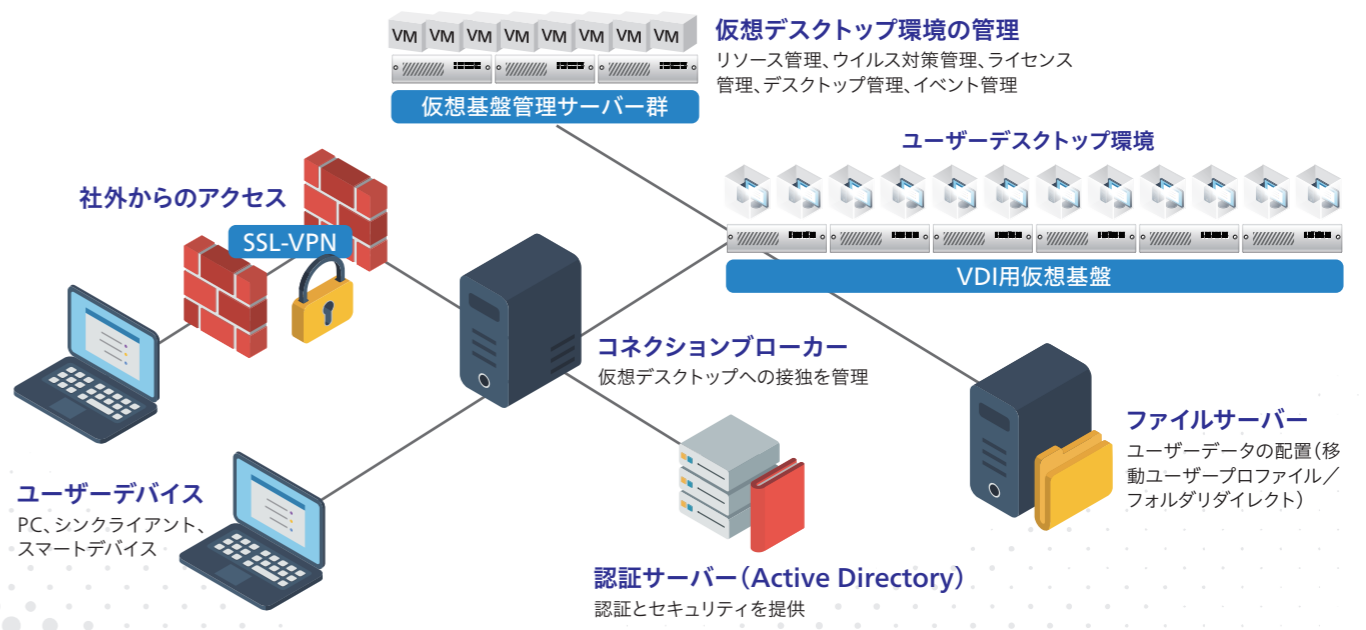 VM VM VM VM VM VM VM VM
仮想デスクトップ環境の管理
リソース管理、ウイルス対策管理、ライセンス
管理、デスクトップ管理、イベント管理
仮想基盤管理サーバー群
ユーザーデスクトップ環境
VDI用仮想基盤
社外からのアクセス
SSL-VPN
コネクションブローカー
仮想デスクトップへの接独を管理
ファイルサーバー
ユーザーデータの配置(移
動ユーザープロファイル/
フォルダリダイレクト)
ユーザーデバイス
PC、シンクライアント、
スマートデバイス
認証サーバー(Active Directory)
認証とセキュリティを提供